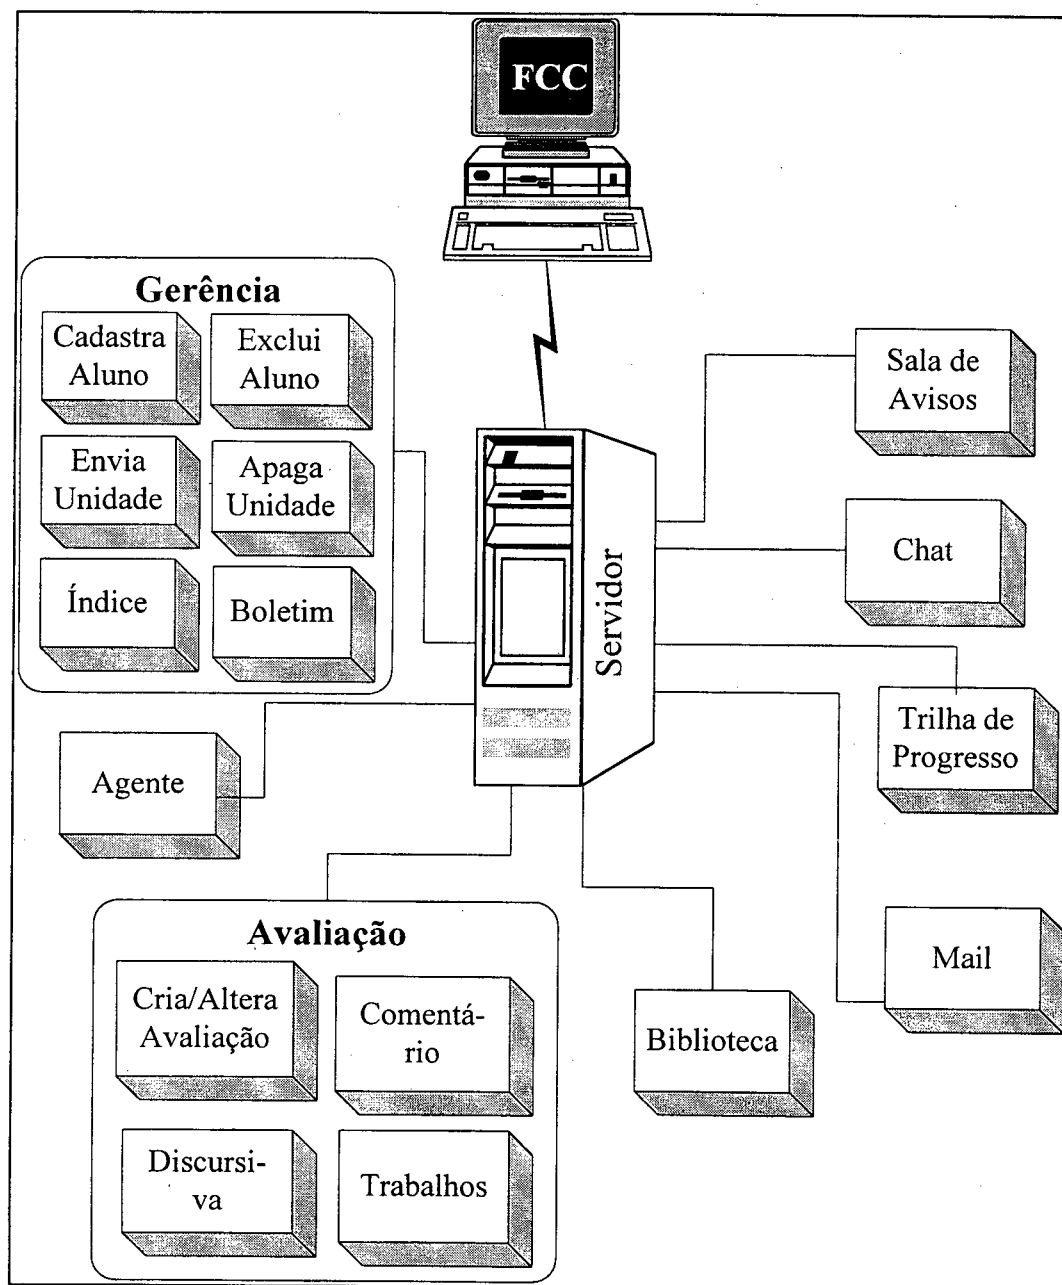 FCC
Gerência
Cadastra
Aluno
Exclui
Aluno
Envia
Unidade
Apaga
Unidade
Índice
Boletim
Servidor
Sala de
Avisos
Chat
Trilha de
Progresso
Agente
Mail
Biblioteca
Avaliação
Cria/Altera
Avaliação
Comentá-
rio
Discursi-
va
Trabalhos